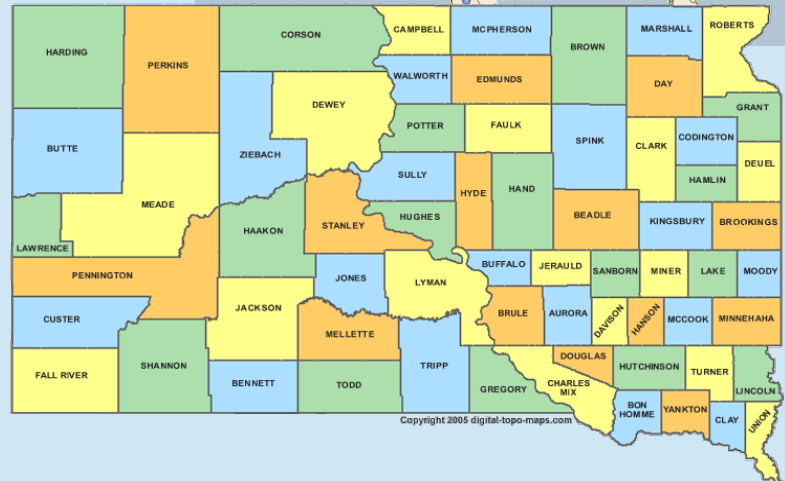 HARDING
PERKINS
CORSON
CAMPBELL
MCPHERSON
BROWN
MARSHALL
ROBERTS
WALWORTH
EDMUNDS
DAY
DEWEY
ZIEBACH
POTTER
FAULK
SPINK
CLARK
CODINGTON
GRANT
BUTTE
MEADE
SULLY
HYDE
HAND
HAMLIN
DEUEL
LAWRENCE
HAAKON
STANLEY
HUGHES
BEADLE
KINGSBURY
BROOKINGS
PENNINGTON
JONES
LYMAN
BUFFALO
JERAULD
SANBORN
MINER
LAKE
MOODY
CUSTER
JACKSON
MELLETTE
BRULE
AURORA
DAVISON
HANSON
MCCOOK
MINNEHAHA
FALL RIVER
SHANNON
BENNETT
TODD
TRIPP
GREGORY
CHARLES
MIX
DOUGLAS
HUTCHINSON
TURNER
LINCOLN
BON
HOMME
YANKTON
CLAY
UNION
Copyright 2005 digital-topo-maps.com